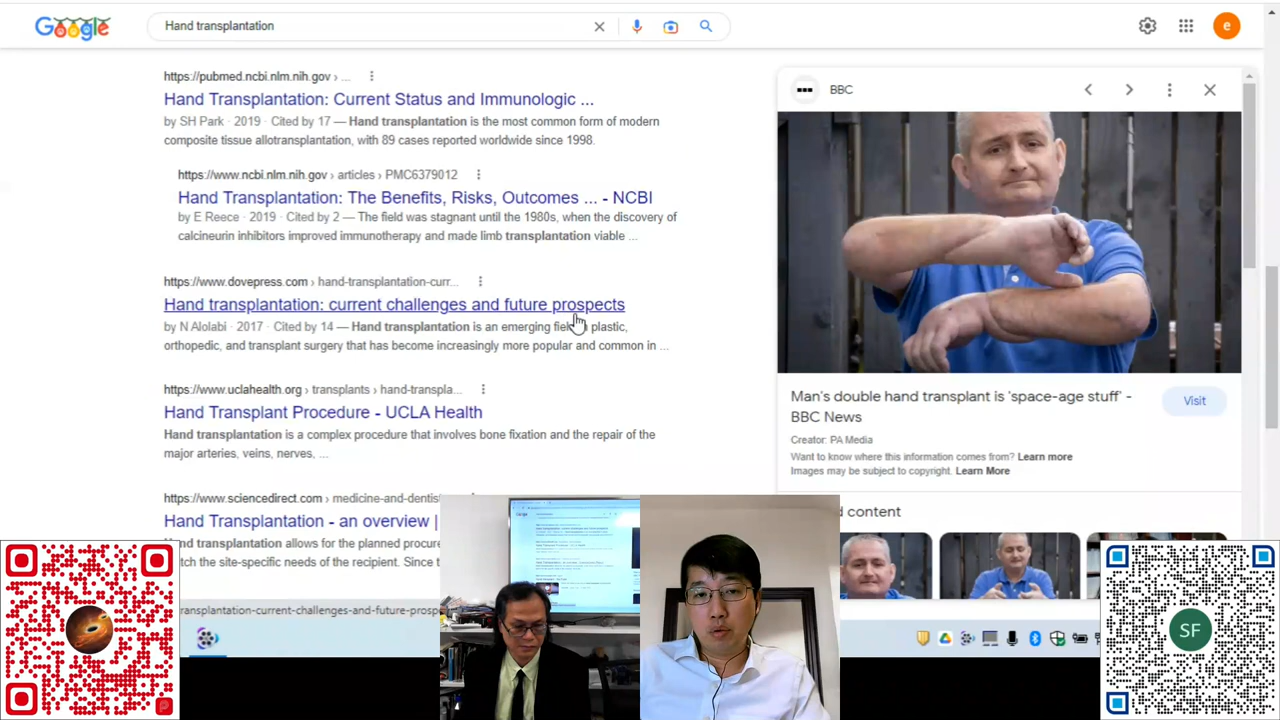 Google
Hand transplantation
e
https://pubmed.ncbi.nlm.nih.gov › ...
Hand Transplantation: Current Status and Immunologic ...
by SH Park · 2019 · Cited by 17 — Hand transplantation is the most common form of modern
composite tissue allotransplantation, with 89 cases reported worldwide since 1998.
https://www.ncbi.nlm.nih.gov › articles › PMC6379012
Hand Transplantation: The Benefits, Risks, Outcomes ... - NCBI
by E Reece · 2019 · Cited by 2 — The field was stagnant until the 1980s, when the discovery of
calcineurin inhibitors improved immunotherapy and made limb transplantation viable ...
https://www.dovepress.com › hand-transplantation-curr...
Hand transplantation: current challenges and future prospects
by N Alolabi · 2017 · Cited by 14 — Hand transplantation is an emerging plastic,
orthopedic, and transplant surgery that has become increasingly more popular and common in ...
https://www.uclahealth.org › transplants › hand-transpla...
Hand Transplant Procedure - UCLA Health
Hand transplantation is a complex procedure that involves bone fixation and the repair of the
major arteries, veins, nerves, ...
https://www.sciencedirect.com › medicine-and-dentis
Hand Transplantation - an overview |
for the planned procure
the site-specific needs of the recipient. Since t
transplantation-current-challenges-and-future-prospe
BBC
Man's double hand transplant is 'space-age stuff' -
BBC News
Visit
Creator: PA Media
Want to know where this information comes from? Learn more
Images may be subject to copyright. Learn More
content
SF